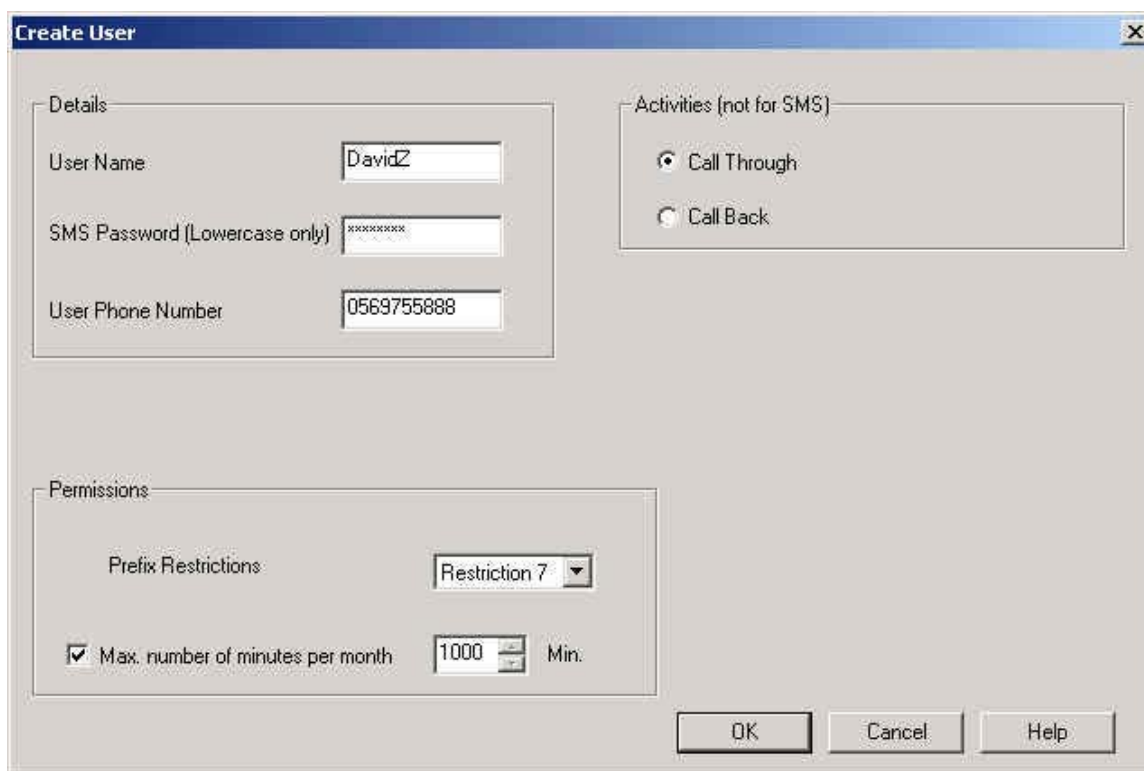 Create User
Details
User Name
DavidZ
SMS Password (Lowercase only)
xxxxxxxx
User Phone Number
0569755888
Activities (not for SMS)
Call Through
Call Back
Permissions
Prefix Restrictions
Restriction 7
Max. number of minutes per month
1000
Min.
OK
Cancel
Help